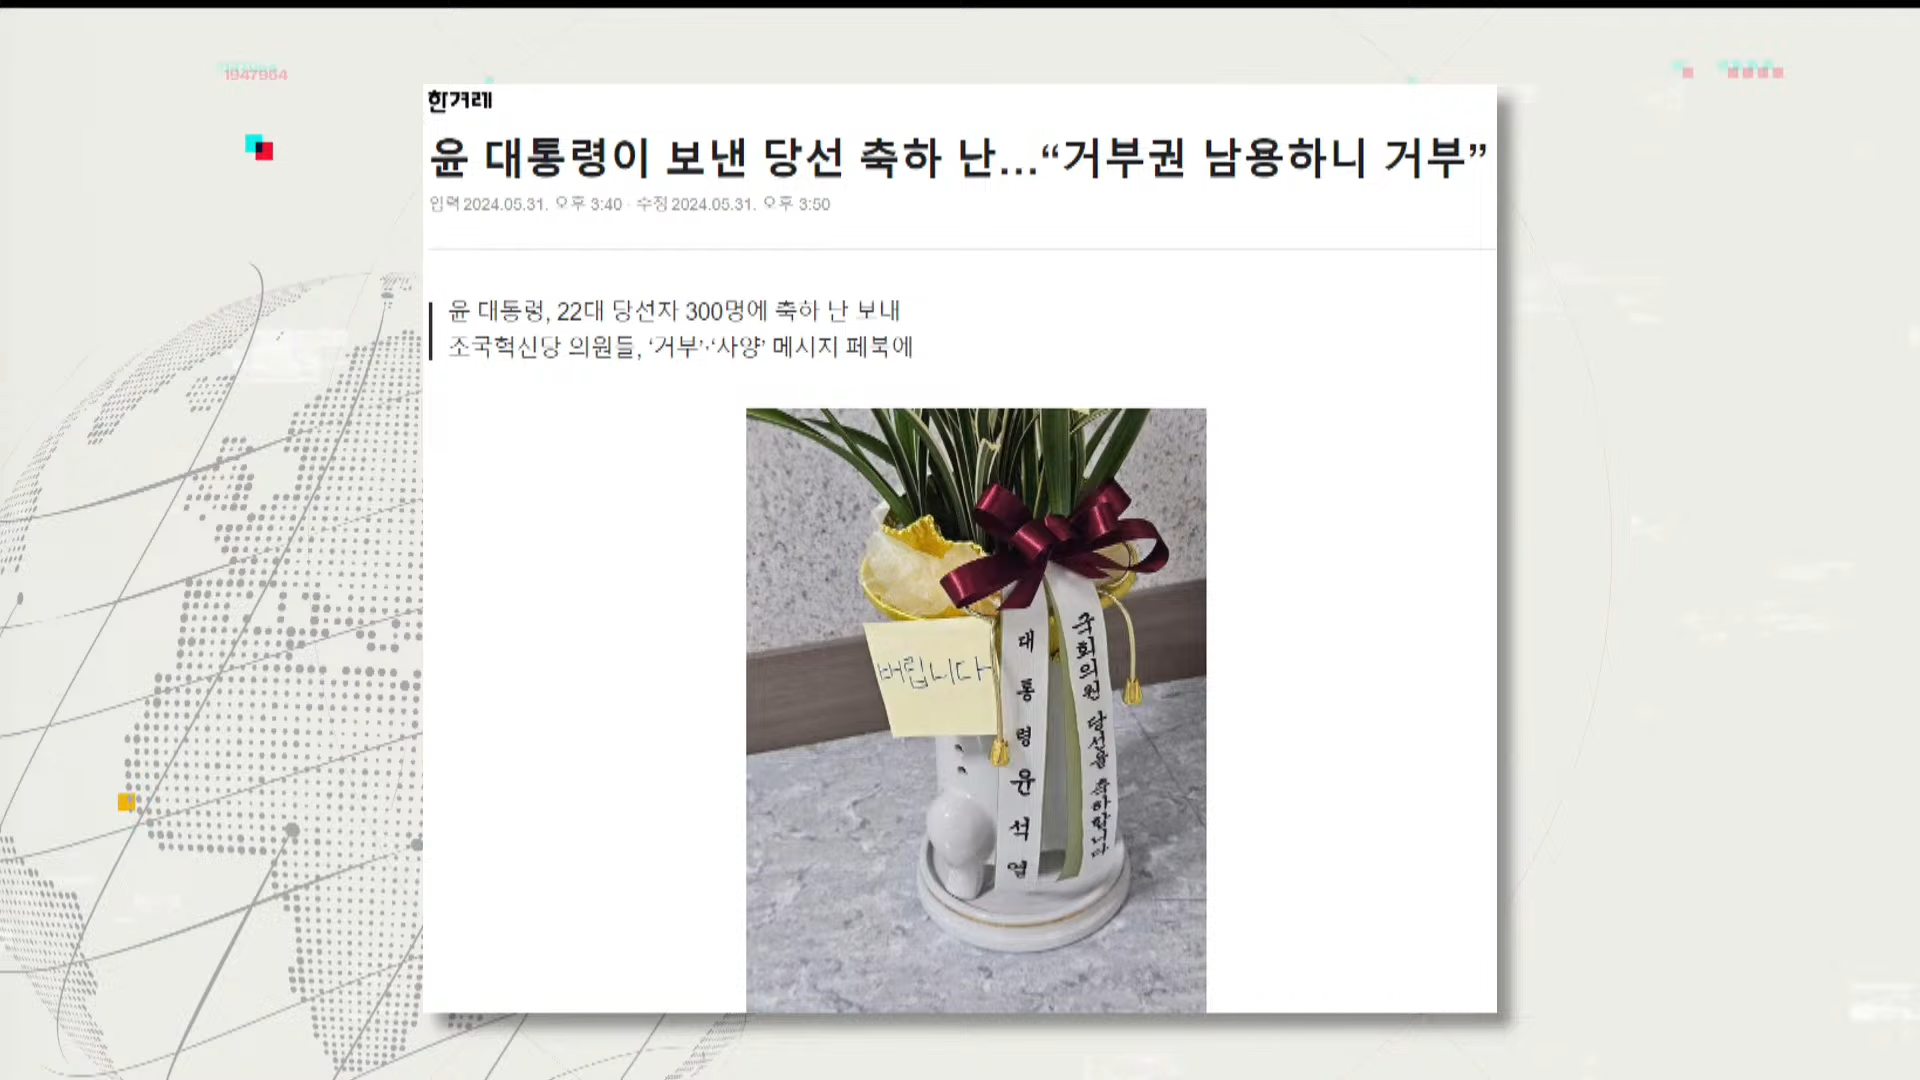 1947984
한겨레
윤 대통령이 보낸 당선 축하 난...“거부권 남용하니 거부”
입력 2024.05.31. 오후 3:40 · 수정 2024.05.31. 오후 3:50
윤 대통령, 22대 당선자 300명에 축하 난 보내
조국혁신당 의원들, ‘거부’·‘사양’ 메시지 페북에
버립니다
대통령 윤석열
국회의원 당선을 축하합니다